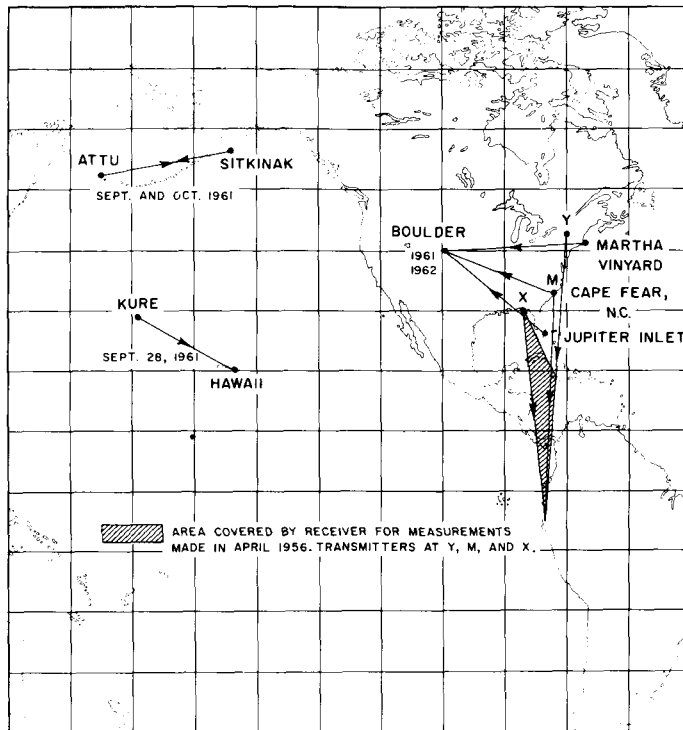 ATTU
SITKINAK
SEPT. AND OCT. 1961
Y
BOULDER
1961
1962
MARTHA
VINYARD
M
CAPE FEAR,
N.C.
X
JUPITER INLET
KURE
SEPT. 28, 1961
HAWAII
AREA COVERED BY RECEIVER FOR MEASUREMENTS
MADE IN APRIL 1956. TRANSMITTERS AT Y, M, AND X.